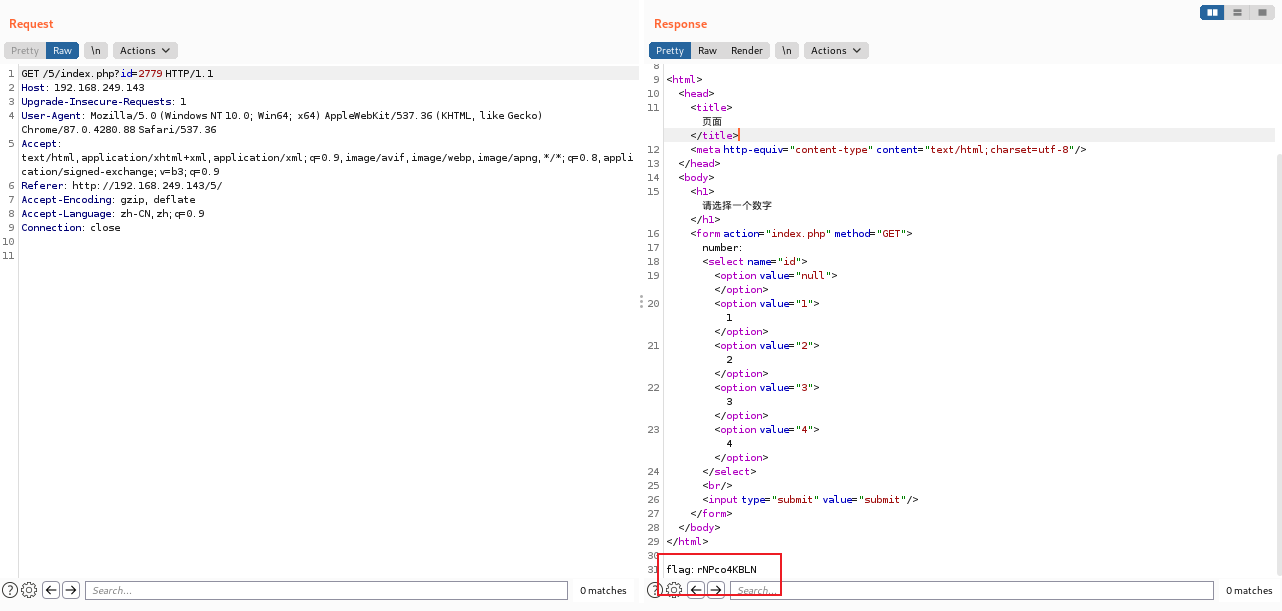 Request
Pretty Raw \n Actions
1 GET /5/index.php?id=2779 HTTP/1.1
2 Host: 192.168.249.143
3 Upgrade-Insecure-Requests: 1
4 User-Agent: Mozilla/5.0 (Windows NT 10.0; Win64; x64) AppleWebKit/537.36 (KHTML, like Gecko)
Chrome/87.0.4280.88 Safari/537.36
5 Accept:
text/html,application/xhtml+xml,application/xml;q=0.9,image/avif,image/webp,image/apng,*/*;q=0.8,appli
cation/signed-exchange;v=b3;q=0.9
6 Referer: http://192.168.249.143/5/
7 Accept-Encoding: gzip, deflate
8 Accept-Language: zh-CN,zh;q=0.9
9 Connection: close
10
11
? Search... 0 matches
Response
Pretty Raw Render \n Actions
8
9 <html>
10 <head>
11 <title>
页面
</title>
12 <meta http-equiv="content-type" content="text/html;charset=utf-8"/>
13 </head>
14 <body>
15 <h1>
请选择一个数字
</h1>
16 <form action="index.php" method="GET">
17 number:
18 <select name="id">
19 <option value="null">
</option>
20 <option value="1">
1
</option>
21 <option value="2">
2
</option>
22 <option value="3">
3
</option>
23 <option value="4">
4
</option>
24 </select>
25 <br/>
26 <input type="submit" value="submit"/>
27 </form>
28 </body>
29 </html>
30
31 flag:rNPco4KBLN
? Search... 0 matches